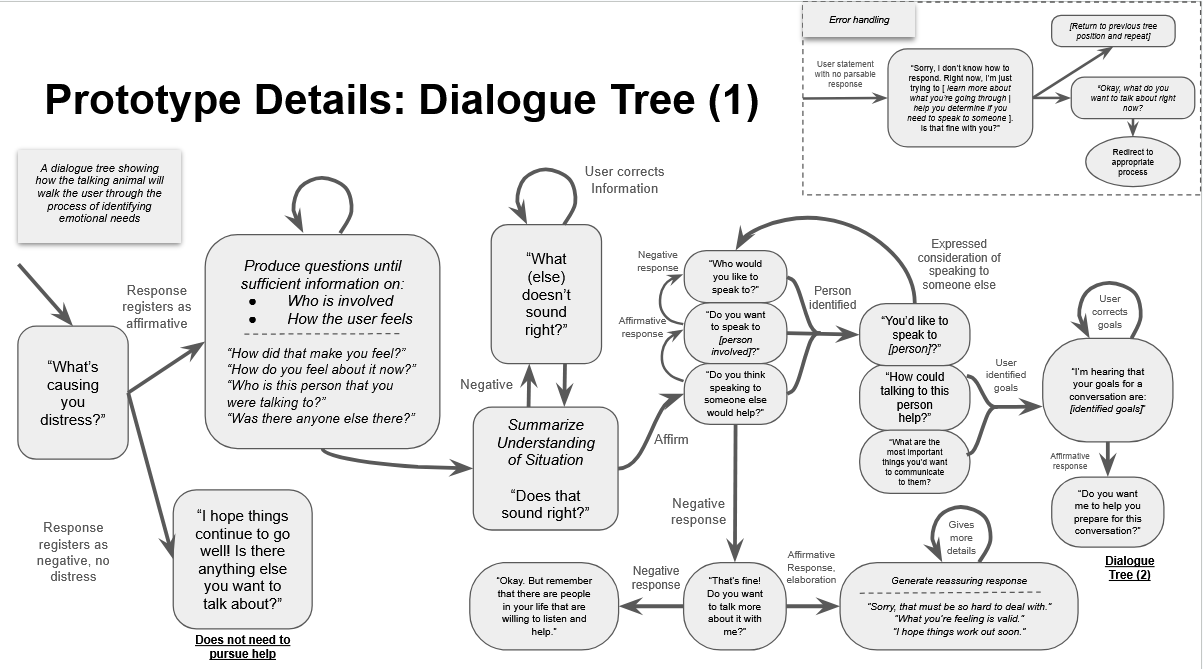 Prototype Details: Dialogue Tree (1)
Error handling
User statement
with no parsable
response
"Sorry, I don't know how to
respond. Right now, I'm just
trying to [ learn more about
what you're going through |
help you determine if you
need to speak to someone ].
Is that fine with you?"
[Return to previous tree
position and repeat]
"Okay, what do you
want to talk about right
now?
Redirect to
appropriate
process
A dialogue tree showing
how the talking animal will
walk the user through the
process of identifying
emotional needs
"What's
causing
you
distress?"
Response
registers as
affirmative
Response
registers as
negative, no
distress
"I hope things
continue to go
well! Is there
anything else
you want to
talk about?"
Does not need to
pursue help
Produce questions until
sufficient information on:
● Who is involved
● How the user feels
"How did that make you feel?"
"How do you feel about it now?"
"Who is this person that you
were talking to?"
"Was there anyone else there?"
User corrects
Information
"What
(else)
doesn't
sound
right?"
Negative
Summarize
Understanding
of Situation
"Does that
sound right?"
Affirm
Negative
response
Affirmative
response
"Who would
you like to
speak to?"
"Do you want
to speak to
[person
involved]?"
"Do you think
speaking to
someone else
would help?"
Person
identified
Expressed
consideration of
speaking to
someone else
"You'd like to
speak to
[person]?"
"How could
talking to this
person
help?"
"What are the
most important
things you'd want
to communicate
to them?
User
identified
goals
User
corrects
goals
"I'm hearing that
your goals for a
conversation are:
[identified goals]"
Affirmative
response
"Do you want
me to help you
prepare for this
conversation?"
Dialogue
Tree (2)
Negative
response
"That's fine!
Do you want
to talk more
about it with
me?"
Negative
response
"Okay. But remember
that there are people
in your life that are
willing to listen and
help."
Affirmative
Response,
elaboration
Gives
more
details
Generate reassuring response
"Sorry, that must be so hard to deal with."
"What you're feeling is valid."
"I hope things work out soon."